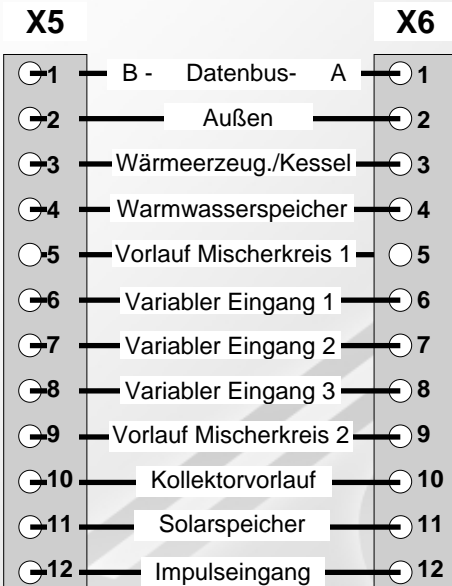 X5 X6
1 B - Datenbus- A 1
2 Außen 2
3 Wärmeerzeug./Kessel 3
4 Warmwasserspeicher 4
5 Vorlauf Mischerkreis 1 5
6 Variabler Eingang 1 6
7 Variabler Eingang 2 7
8 Variabler Eingang 3 8
9 Vorlauf Mischerkreis 2 9
10 Kollektorvorlauf 10
11 Solarspeicher 11
12 Impulseingang 12